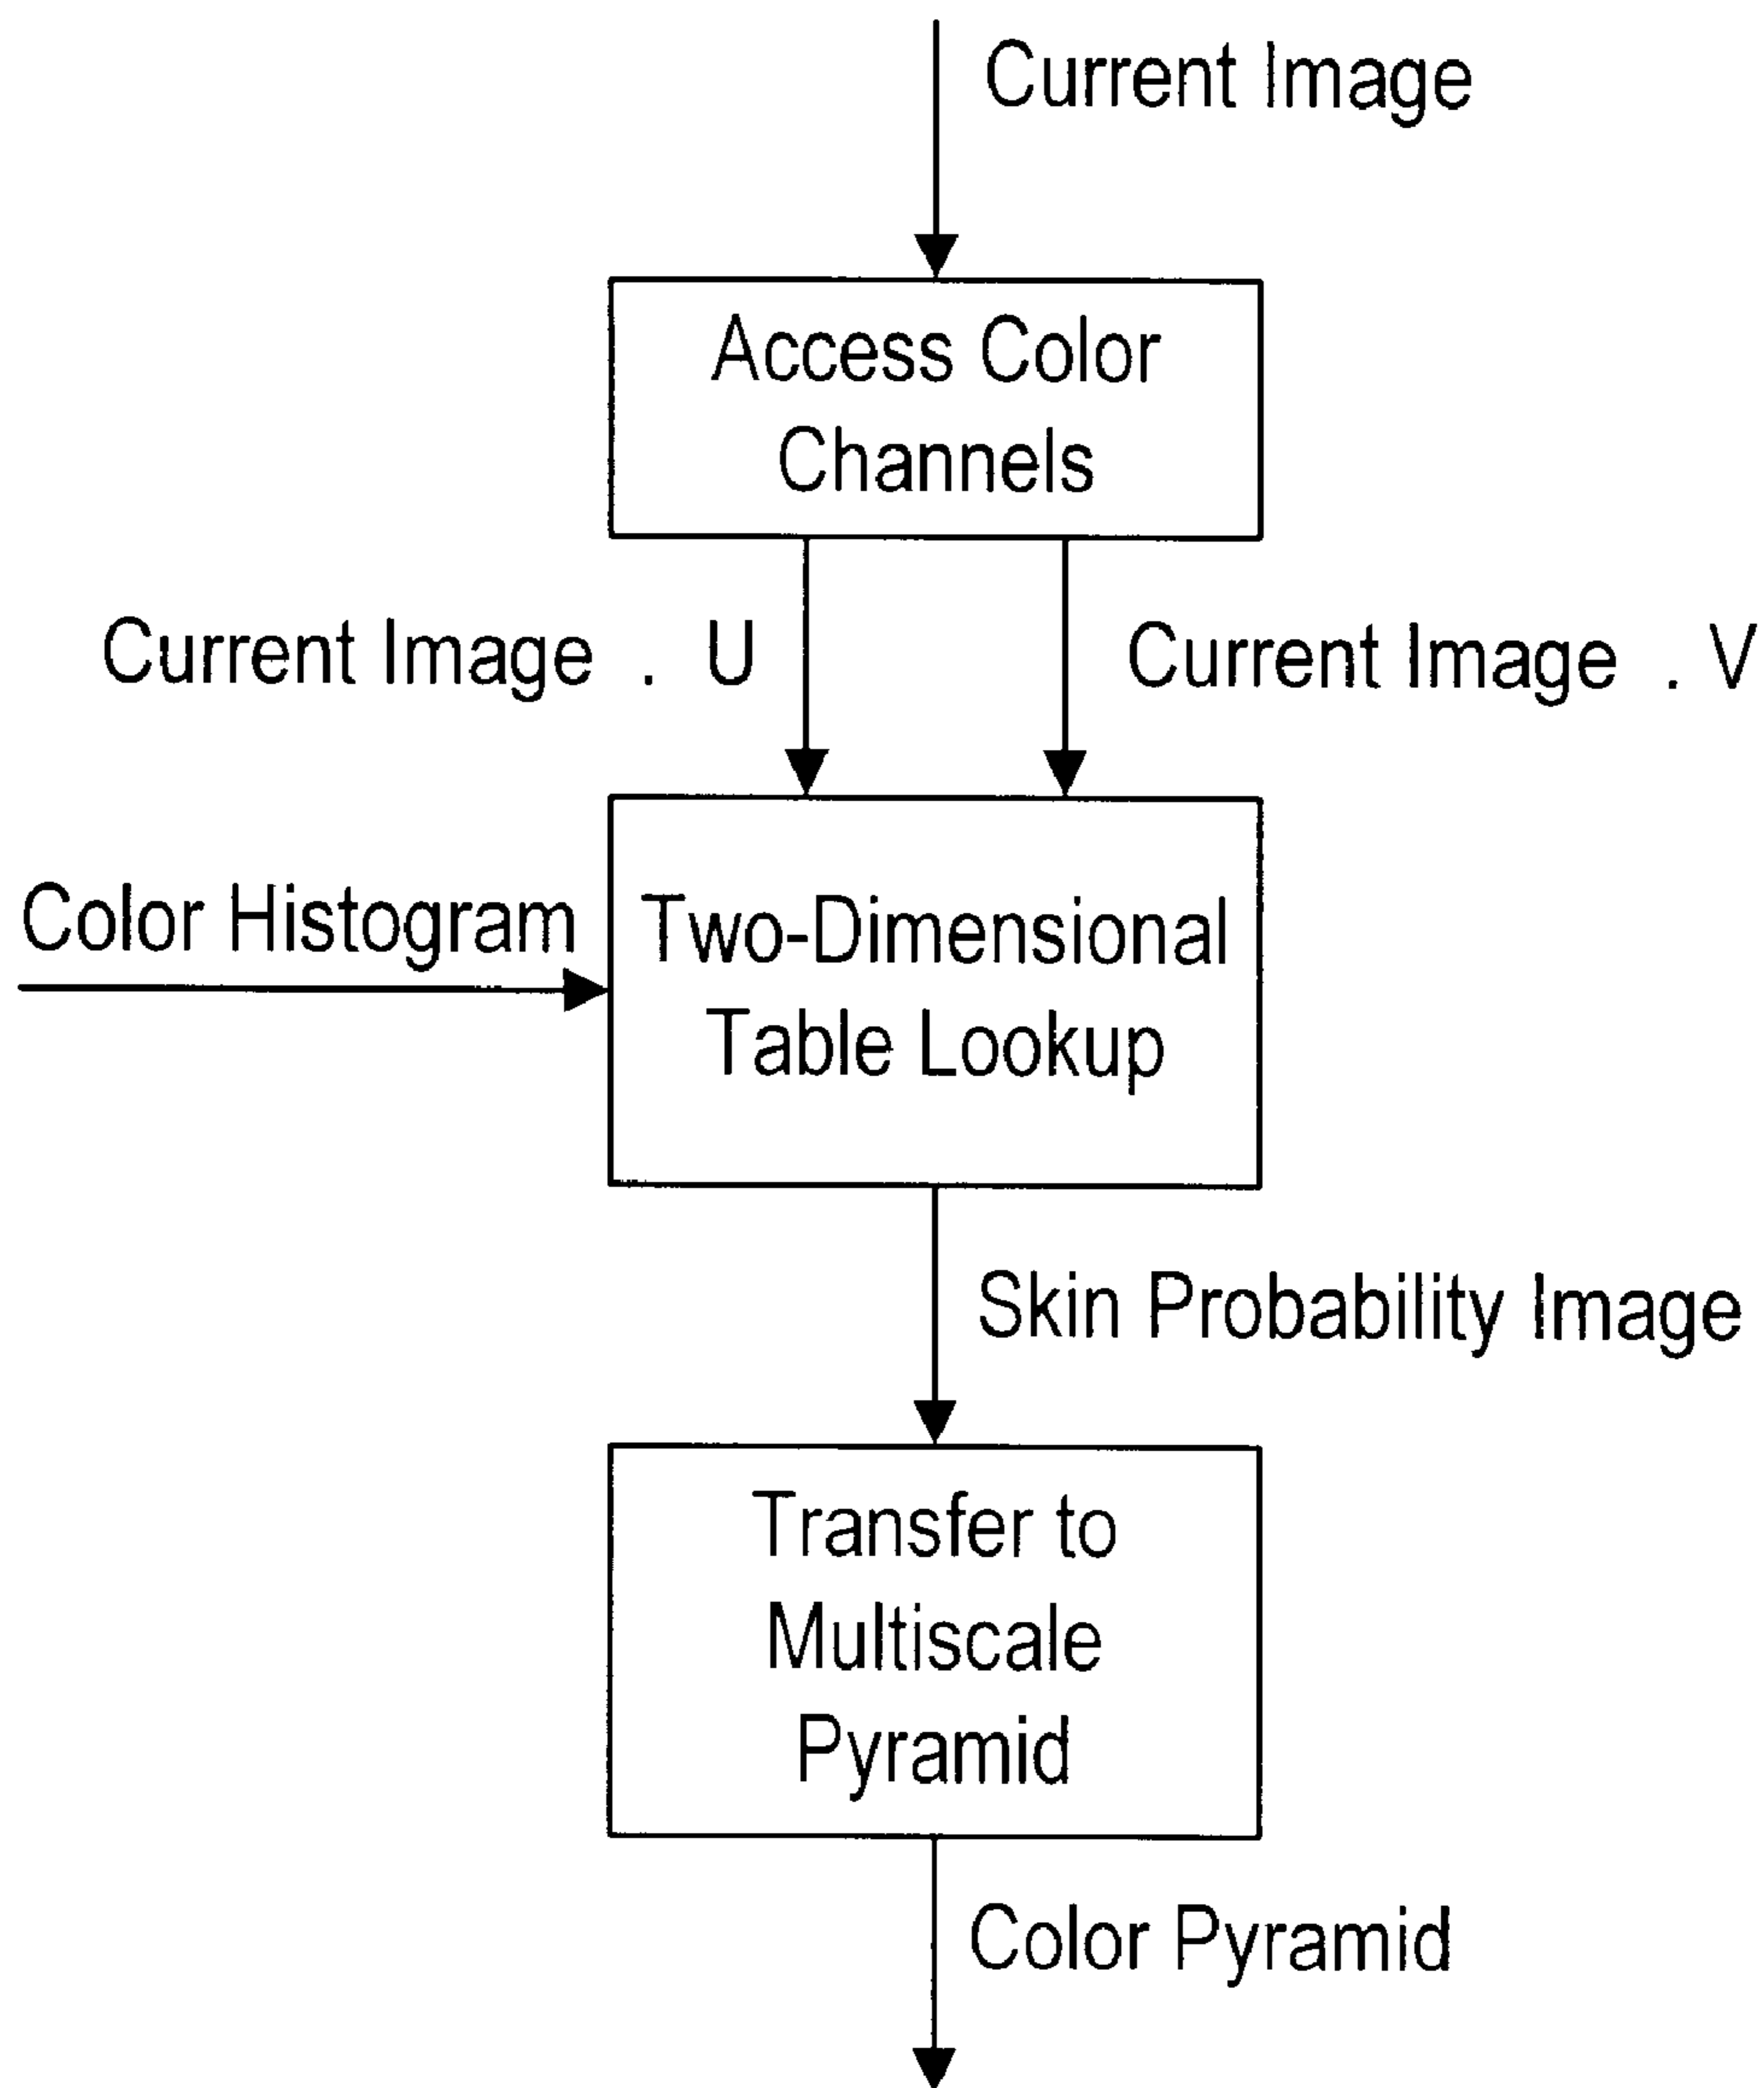 Current Image
Access Color
Channels
Current Image . U
Current Image . V
Color Histogram
Two-Dimensional
Table Lookup
Skin Probability Image
Transfer to
Multiscale
Pyramid
Color Pyramid